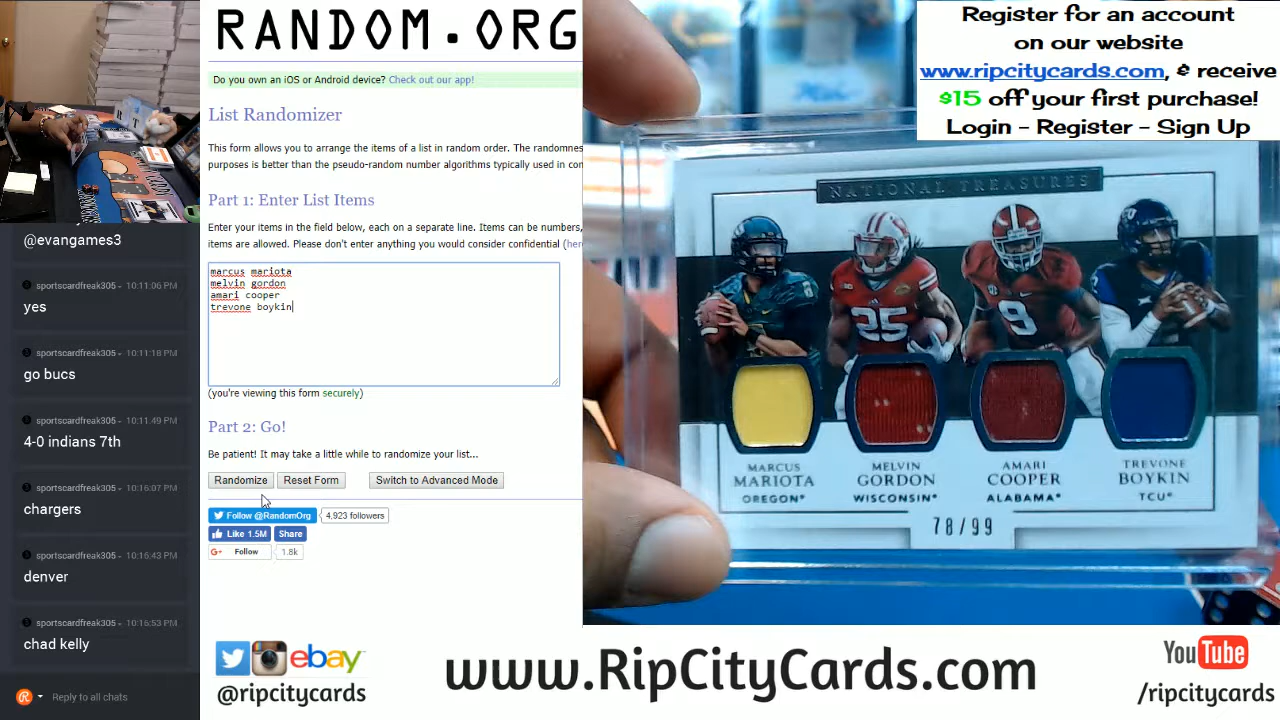 @evangames3
sportscardfreak305 - 10:11:06 PM
yes
sportscardfreak305 - 10:11:18 PM
go bucs
sportscardfreak305 - 10:11:49 PM
4-0 indians 7th
sportscardfreak305 - 10:16:07 PM
chargers
sportscardfreak305 - 10:16:43 PM
denver
sportscardfreak305 - 10:16:53 PM
chad kelly
Reply to all chats
RANDOM.ORG
Do you own an iOS or Android device? Check out our app!
List Randomizer
This form allows you to arrange the items of a list in random order. The randomnes
purposes is better than the pseudo-random number algorithms typically used in con
Part 1: Enter List Items
Enter your items in the field below, each on a separate line. Items can be numbers,
items are allowed. Please don't enter anything you would consider confidential (her
marcus mariota
melvin gordon
amari cooper
trevone boykin
(you're viewing this form securely)
Part 2: Go!
Be patient! It may take a little while to randomize your list...
Randomize Reset Form Switch to Advanced Mode
Follow @RandomOrg 4,923 followers
Like 1.5M Share
G+ Follow 1.8k
Register for an account
on our website
www.ripcitycards.com, & receive
$15 off your first purchase!
Login - Register - Sign Up
NATIONAL TREASURES
25
9
MARCUS
MARIOTA
OREGON
MELVIN
GORDON
WISCONSIN
AMARI
COOPER
ALABAMA
TREVONE
BOYKIN
TCU
78/99
ebay
@ripcitycards
www.RipCityCards.com
YouTube
/ripcitycards